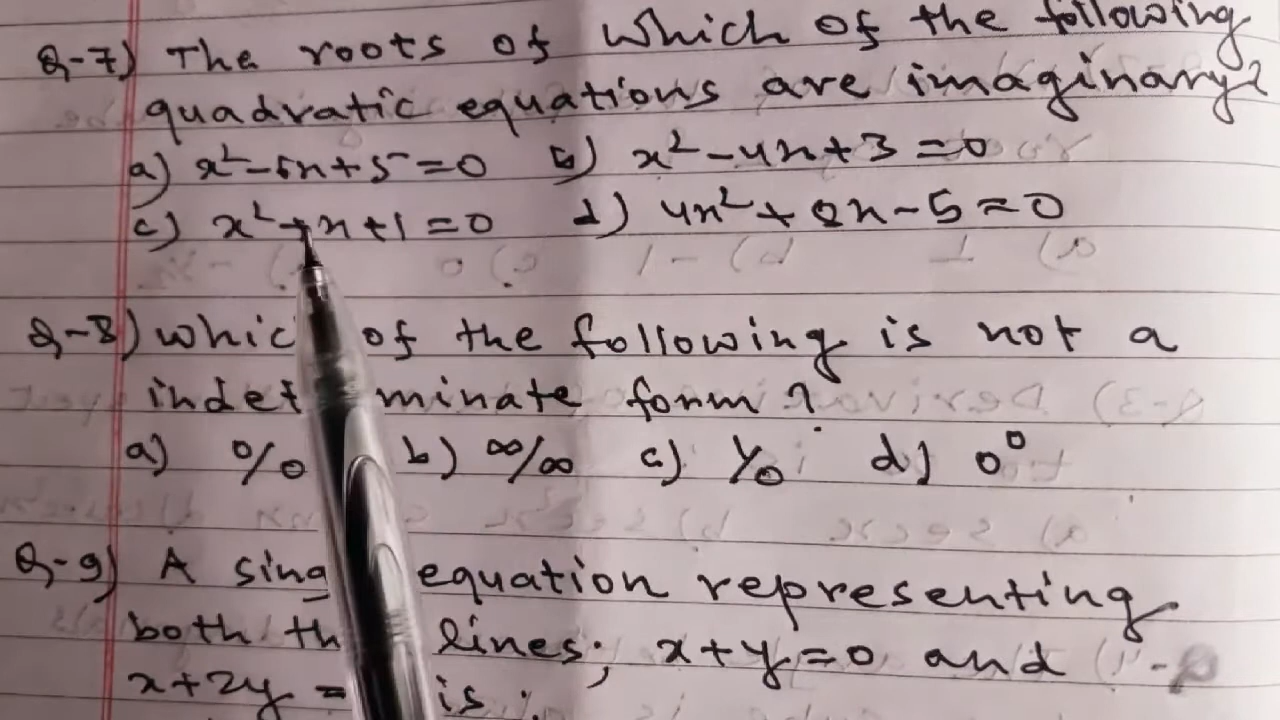 Q-7) The roots of which of the following
quadratic equations are imaginary?
a) x²-5x+5=0 b) x²-4x+3=0
c) x²+x+1=0 d) 4x²+2x-5=0
Q-8) which of the following is not a
indeterminate form?
a) 0/0 b) ∞/∞ c) 1/0 d) 0⁰
Q-9) A equation representing
both lines; x+y=0 and
x+2y = is: